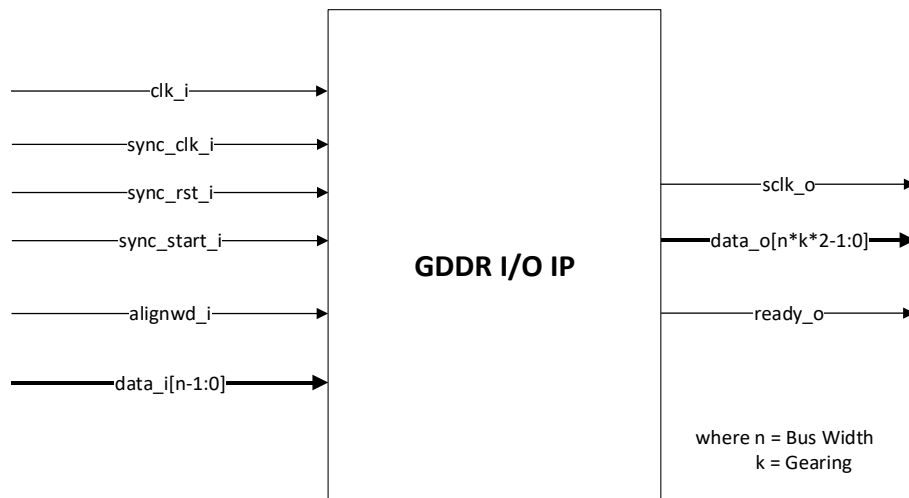 clk_i
sync_clk_i
sync_rst_i
sync_start_i
alignwd_i
data_i[n-1:0]
GDDR I/O IP
sclk_o
data_o[n*k*2-1:0]
ready_o
where n = Bus Width
k = Gearing